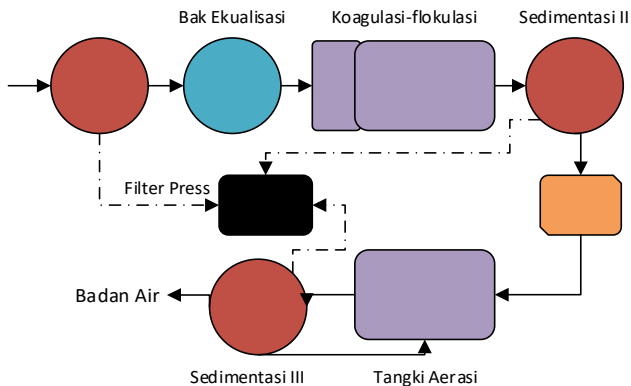 Bak Ekualisasi
Koagulasi-flokulasi
Sedimentasi II
Filter Press
Badan Air
Sedimentasi III
Tangki Aerasi